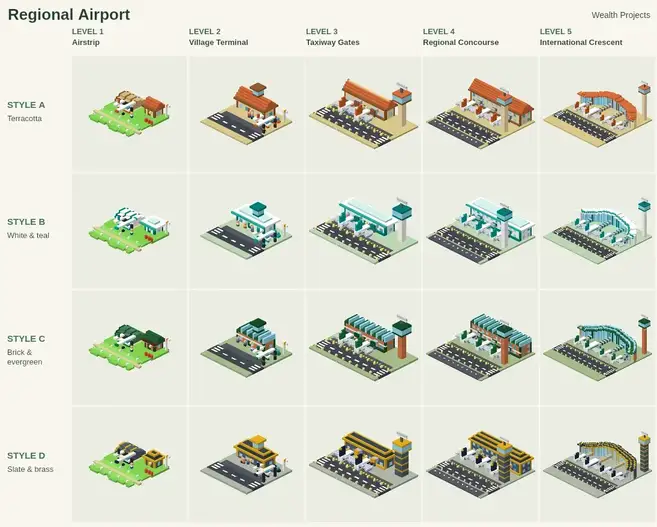 Regional Airport
Wealth Projects
LEVEL 1
Airstrip
LEVEL 2
Village Terminal
LEVEL 3
Taxiway Gates
LEVEL 4
Regional Concourse
LEVEL 5
International Crescent
STYLE A
Terracotta
STYLE B
White & teal
STYLE C
Brick &
evergreen
STYLE D
Slate & brass